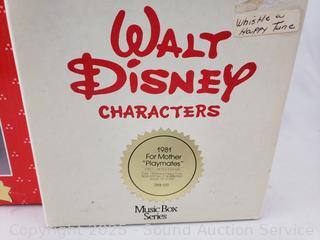 Whistle a
Happy Tune
WALT
DISNEY
CHARACTERS
1981
For Mother
"Playmates"
Music Box
Series
Copyright 2025 - Sound Auction Service